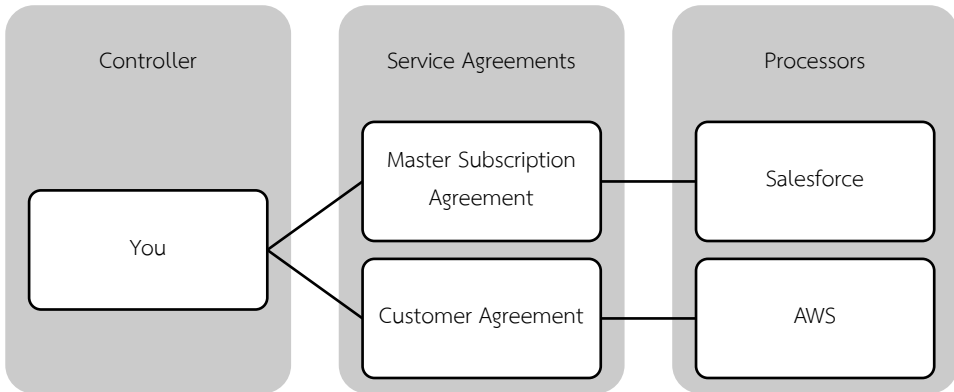 Controller
Service Agreements
Processors
You
Master Subscription
Agreement
Salesforce
Customer Agreement
AWS